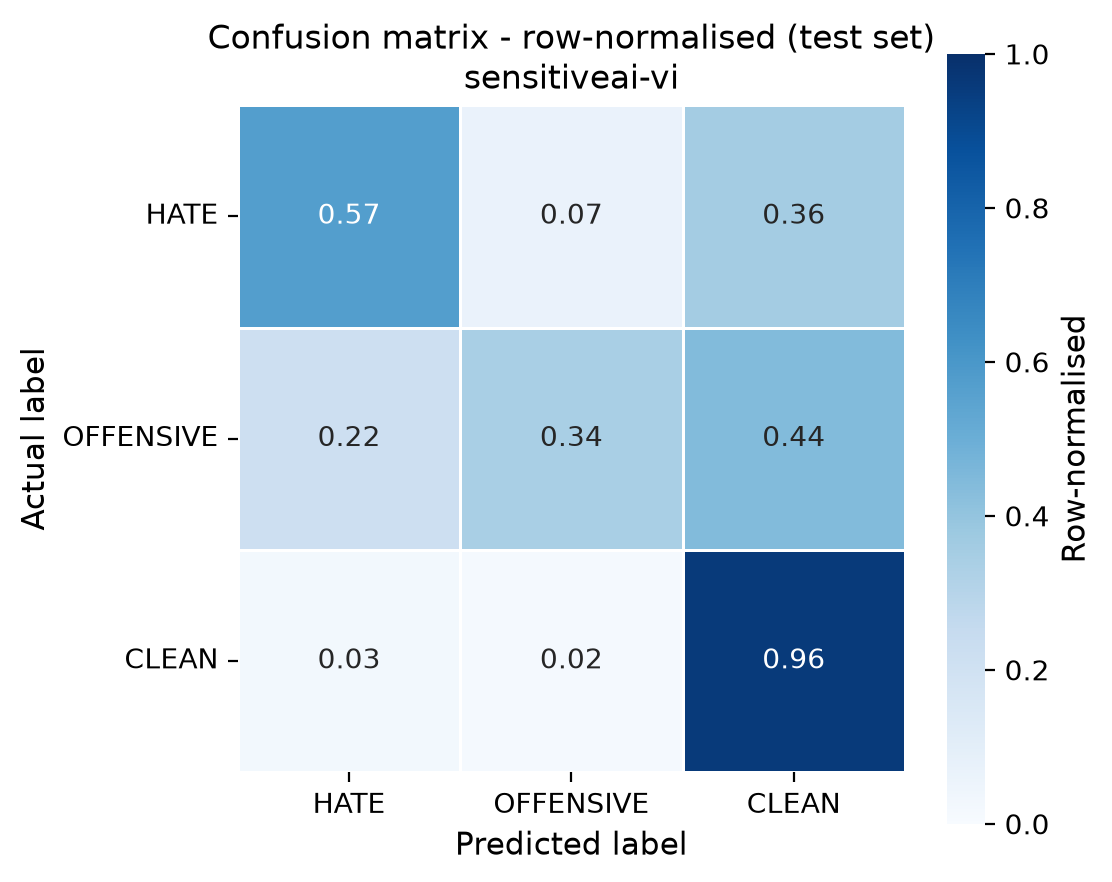 Confusion matrix - row-normalised (test set)
sensitiveai-vi
1.0
0.8
0.6
0.4
0.2
0.0
Row-normalised
Actual label
HATE
0.57
0.07
0.36
OFFENSIVE
0.22
0.34
0.44
CLEAN
0.03
0.02
0.96
HATE
OFFENSIVE
CLEAN
Predicted label